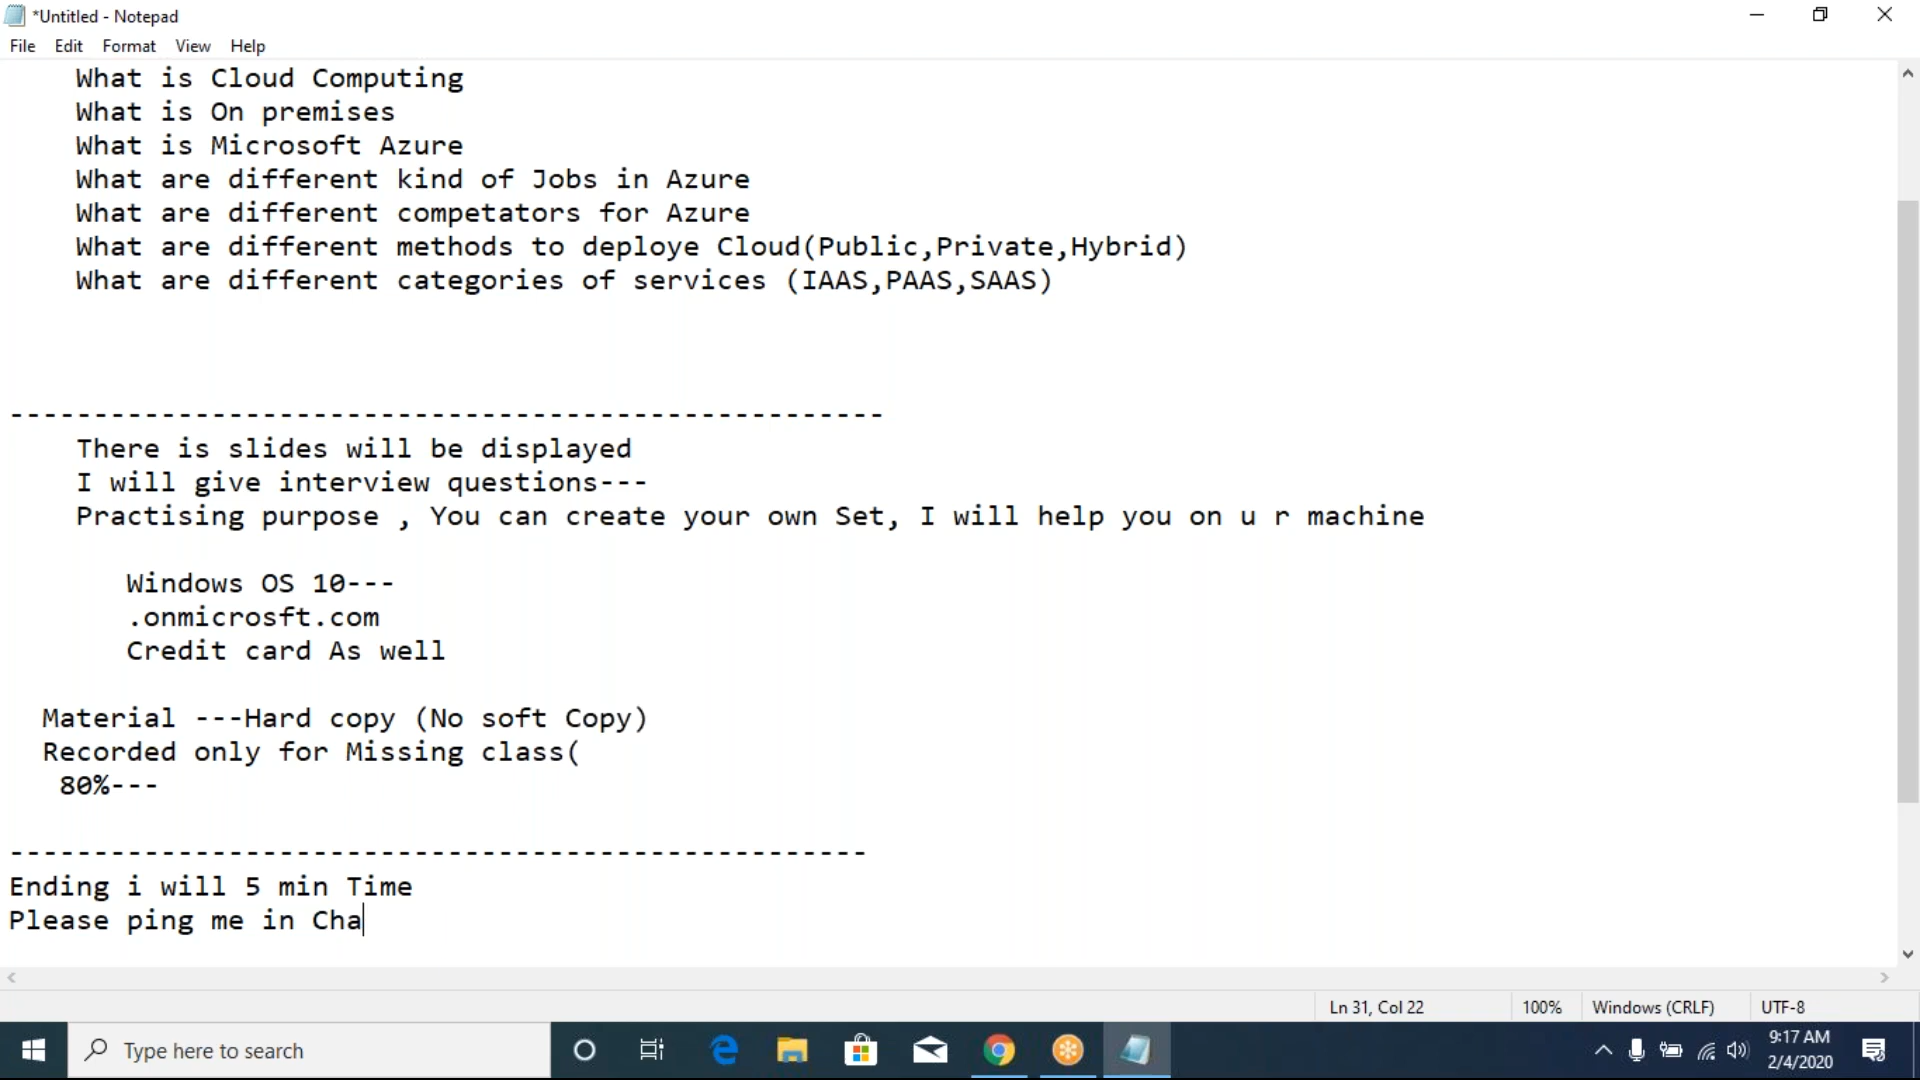 *Untitled - Notepad
File Edit Format View Help
What is Cloud Computing
What is On premises
What is Microsoft Azure
What are different kind of Jobs in Azure
What are different competators for Azure
What are different methods to deploye Cloud(Public,Private,Hybrid)
What are different categories of services (IAAS,PAAS,SAAS)
----------------------------------------------------
There is slides will be displayed
I will give interview questions---
Practising purpose , You can create your own Set, I will help you on u r machine
Windows OS 10---
.onmicrosft.com
Credit card As well
Material ---Hard copy (No soft Copy)
Recorded only for Missing class(
80%---
---------------------------------------------------
Ending i will 5 min Time
Please ping me in Cha
Ln 31, Col 22 100% Windows (CRLF) UTF-8
Type here to search
9:17 AM
2/4/2020